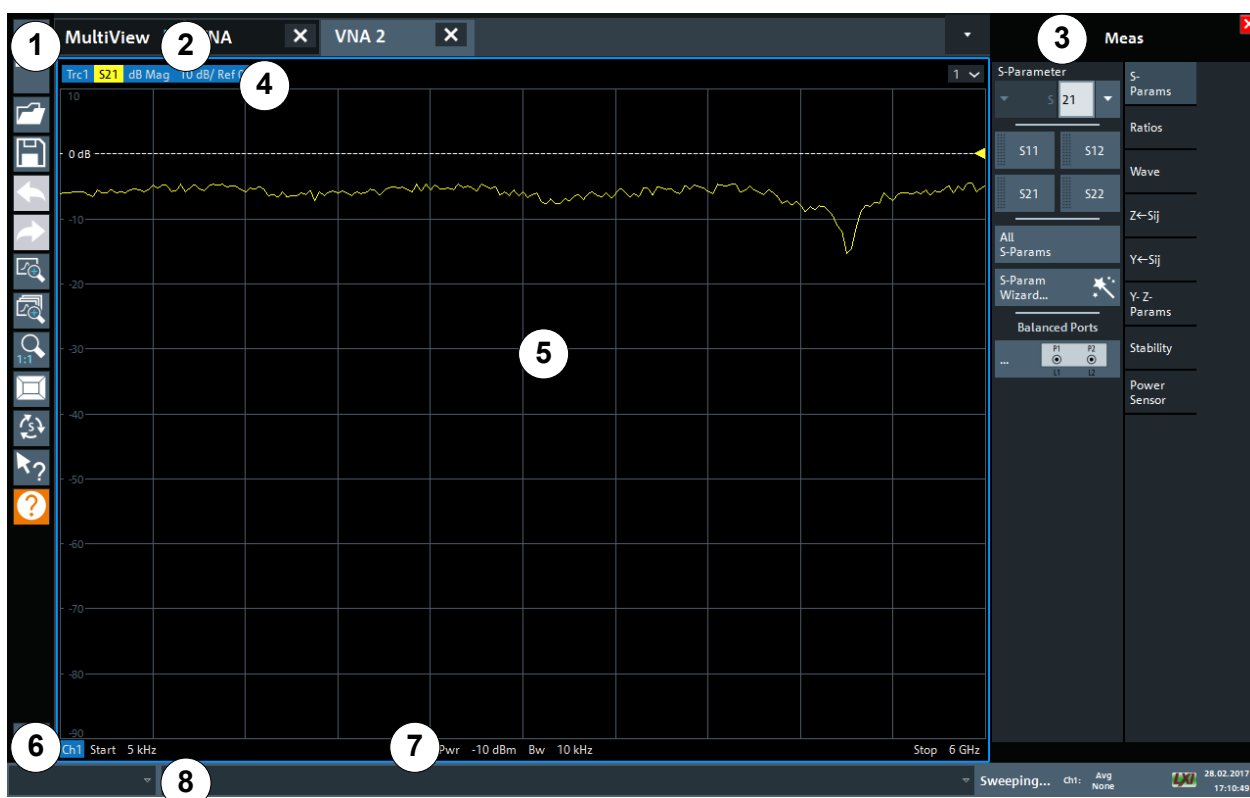 1
MultiView
2
VNA 2
3
Meas
Trc1 S21 dB Mag 10 dB/ Ref
4
1
10
0 dB
-10
-20
-30
-40
-50
-60
-70
-80
-90
5
S-Parameter
S 21
S11 S12
S21 S22
All
S-Params
S-Param
Wizard...
Balanced Ports
...
P1 P2
L1 L2
S-
Params
Ratios
Wave
Z←Sij
Y←Sij
Y- Z-
Params
Stability
Power
Sensor
1:1
S
?
?
6
Ch1 Start 5 kHz
7
Pwr -10 dBm Bw 10 kHz
Stop 6 GHz
8
Sweeping...
Ch1:
Avg
None
LXI
28.02.2017
17:10:49